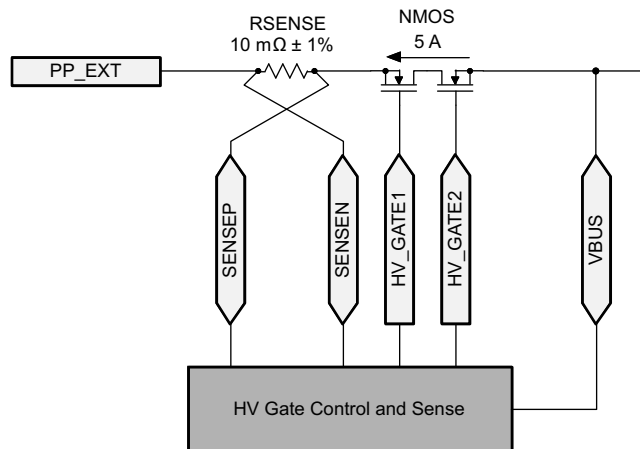 RSENSE
10 mΩ ± 1%
NMOS
5 A
PP_EXT
SENSEP
SENSEN
HV_GATE1
HV_GATE2
VBUS
HV Gate Control and Sense